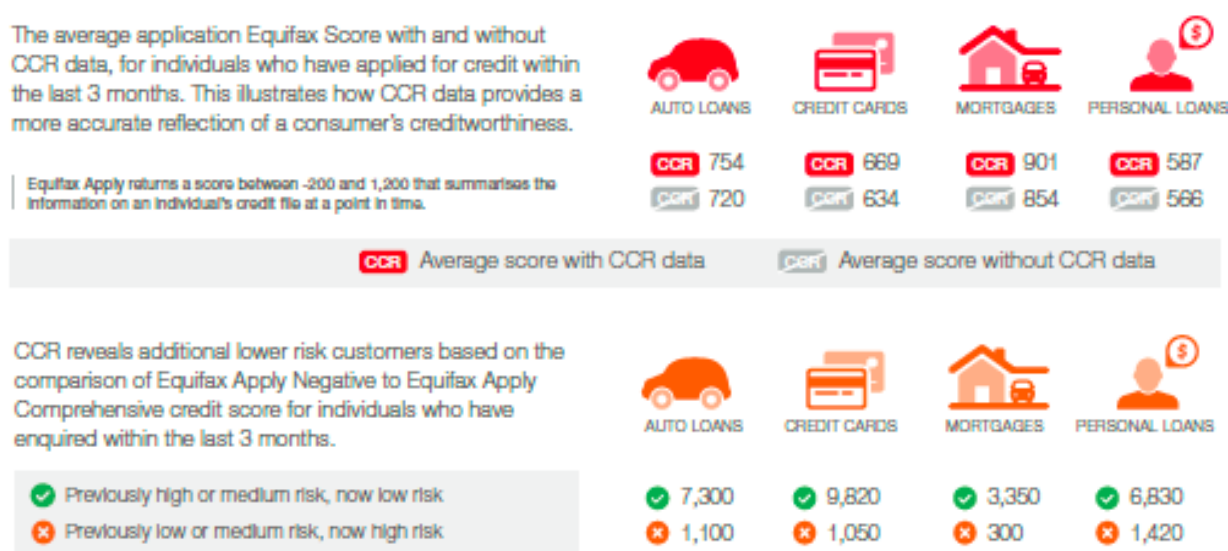 The average application Equifax Score with and without
CCR data, for individuals who have applied for credit within
the last 3 months. This illustrates how CCR data provides a
more accurate reflection of a consumer's creditworthiness.
Equifax Apply returns a score between -200 and 1,200 that summarises the
information on an individual's credit file at a point in time.
$
AUTO LOANS CREDIT CARDS MORTGAGES PERSONAL LOANS
CCR 754 CCR 669 CCR 901 CCR 587
CCR 720 CCR 634 CCR 854 CCR 566
CCR Average score with CCR data CCR Average score without CCR data
CCR reveals additional lower risk customers based on the
comparison of Equifax Apply Negative to Equifax Apply
Comprehensive credit score for individuals who have
enquired within the last 3 months.
$
AUTO LOANS CREDIT CARDS MORTGAGES PERSONAL LOANS
Previously high or medium risk, now low risk 7,300 9,820 3,350 6,830
Previously low or medium risk, now high risk 1,100 1,050 300 1,420